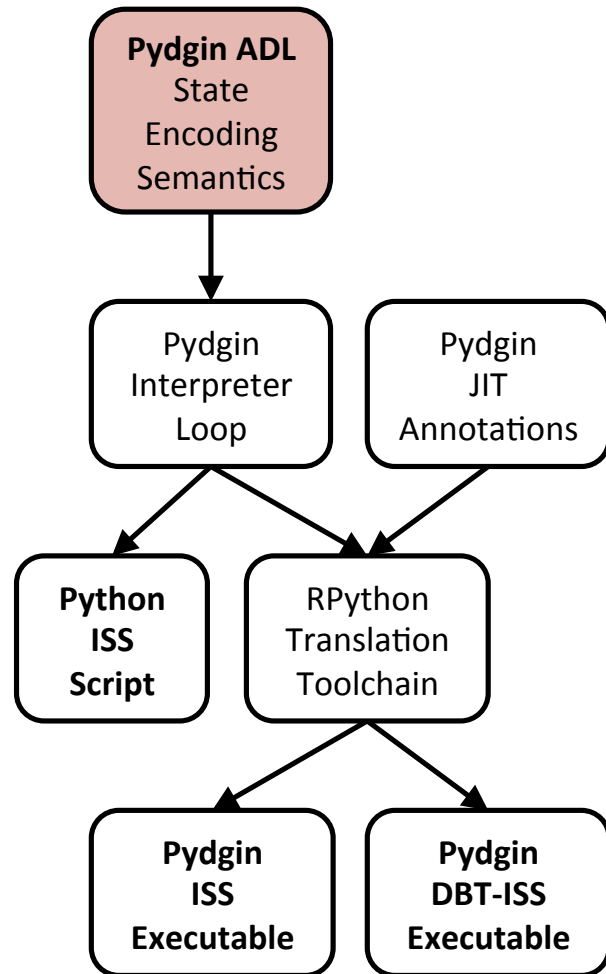 Pydgin ADL
State
Encoding
Semantics
Pydgin
Interpreter
Loop
Pydgin
JIT
Annotations
Python
ISS
Script
RPython
Translation
Toolchain
Pydgin
ISS
Executable
Pydgin
DBT-ISS
Executable